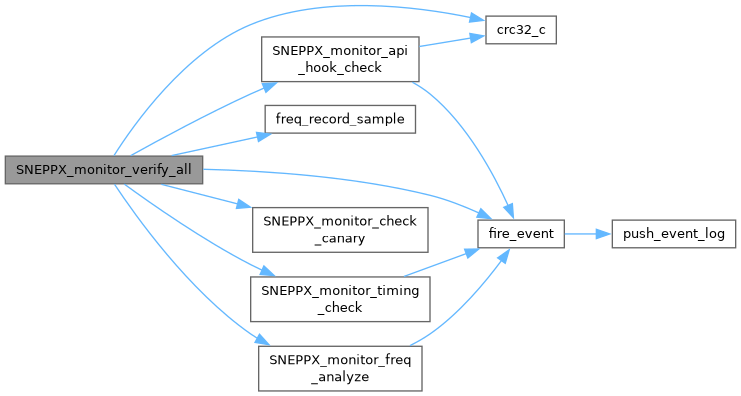 crc32_c
SNEPPX_monitor_api
_hook_check
freq_record_sample
SNEPPX_monitor_verify_all
SNEPPX_monitor_check
_canary
fire_event
push_event_log
SNEPPX_monitor_timing
_check
SNEPPX_monitor_freq
_analyze